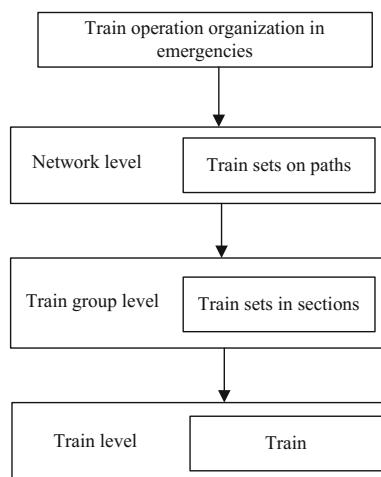 Train operation organization in
emergencies
Network level
Train sets on paths
Train group level
Train sets in sections
Train level
Train